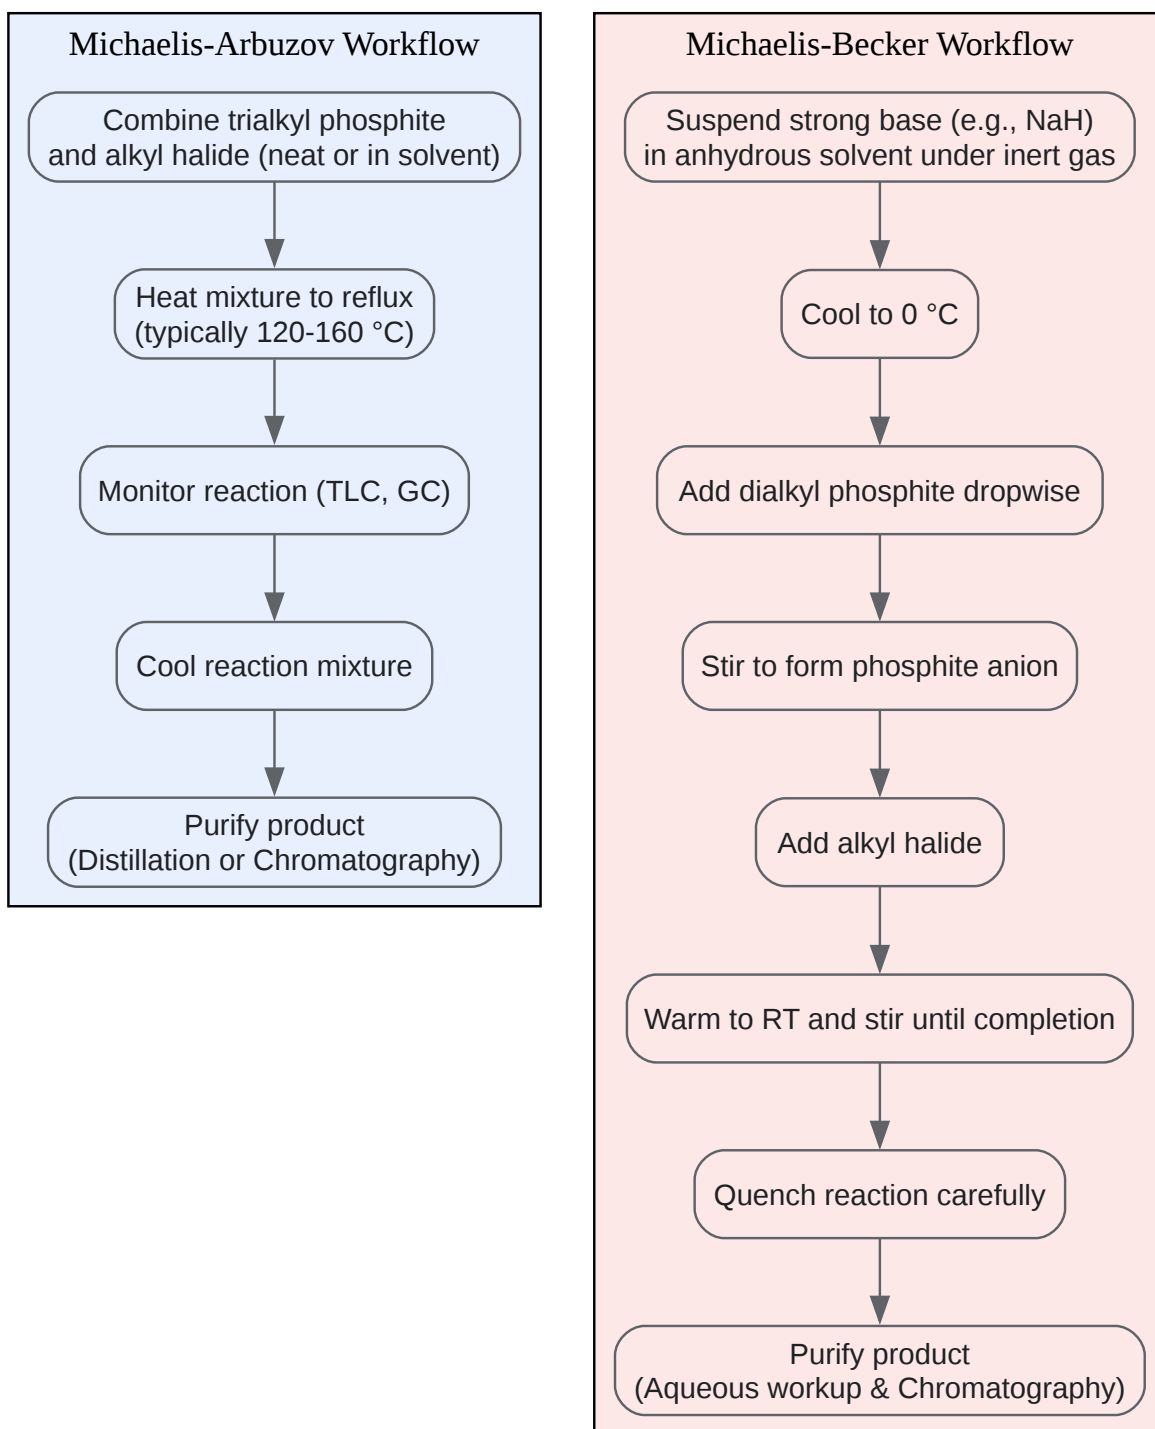 Michaelis-Arbuzov Workflow
Combine trialkyl phosphite
and alkyl halide (neat or in solvent)
Heat mixture to reflux
(typically 120-160 °C)
Monitor reaction (TLC, GC)
Cool reaction mixture
Purify product
(Distillation or Chromatography)
Michaelis-Becker Workflow
Suspend strong base (e.g., NaH)
in anhydrous solvent under inert gas
Cool to 0 °C
Add dialkyl phosphite dropwise
Stir to form phosphite anion
Add alkyl halide
Warm to RT and stir until completion
Quench reaction carefully
Purify product
(Aqueous workup & Chromatography)